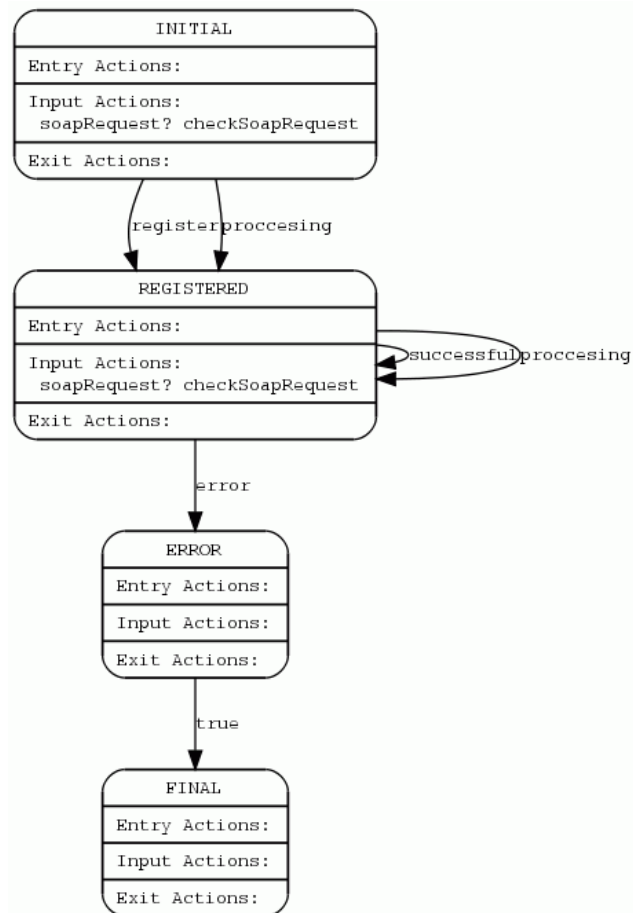 INITIAL
Entry Actions:
Input Actions:
soapRequest? checkSoapRequest
Exit Actions:
register proccesing
REGISTERED
Entry Actions:
Input Actions:
soapRequest? checkSoapRequest
Exit Actions:
successful proccesing
error
ERROR
Entry Actions:
Input Actions:
Exit Actions:
true
FINAL
Entry Actions:
Input Actions:
Exit Actions: